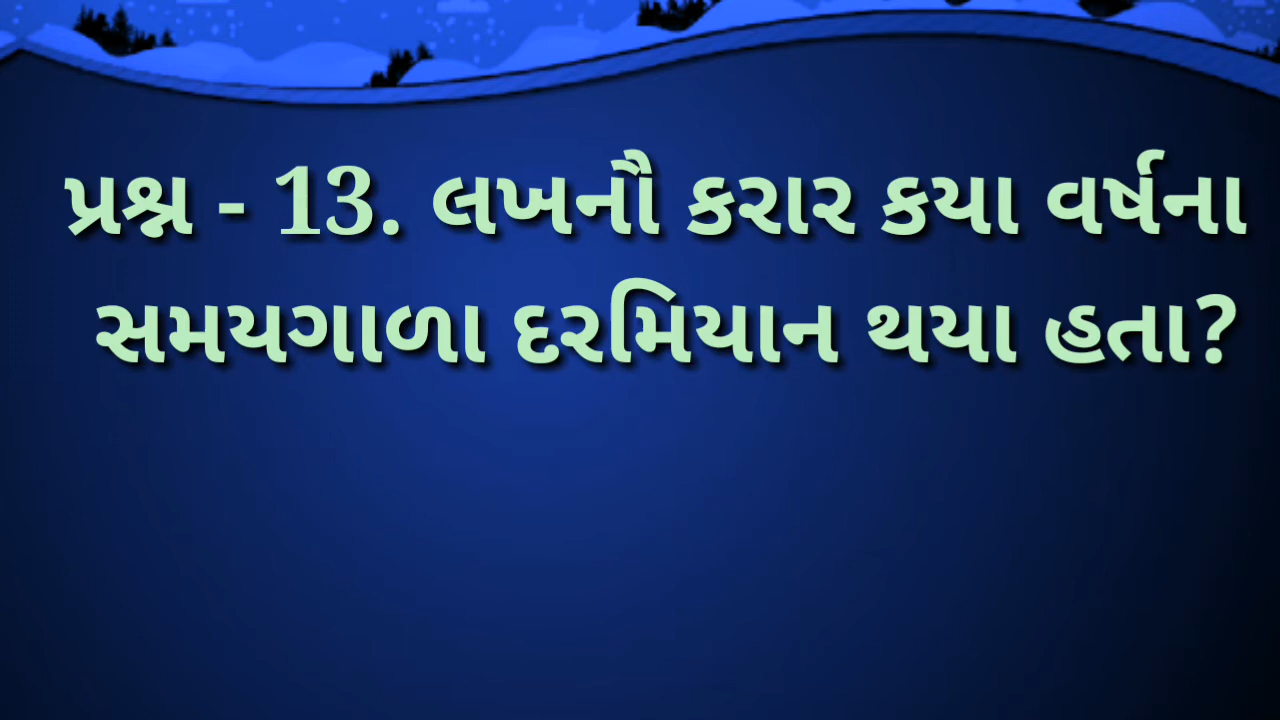 પ્રશ્ન - 13. લખનૌ કરાર કયા વર્ષના
સમયગાળા દરમિયાન થયા હતા?